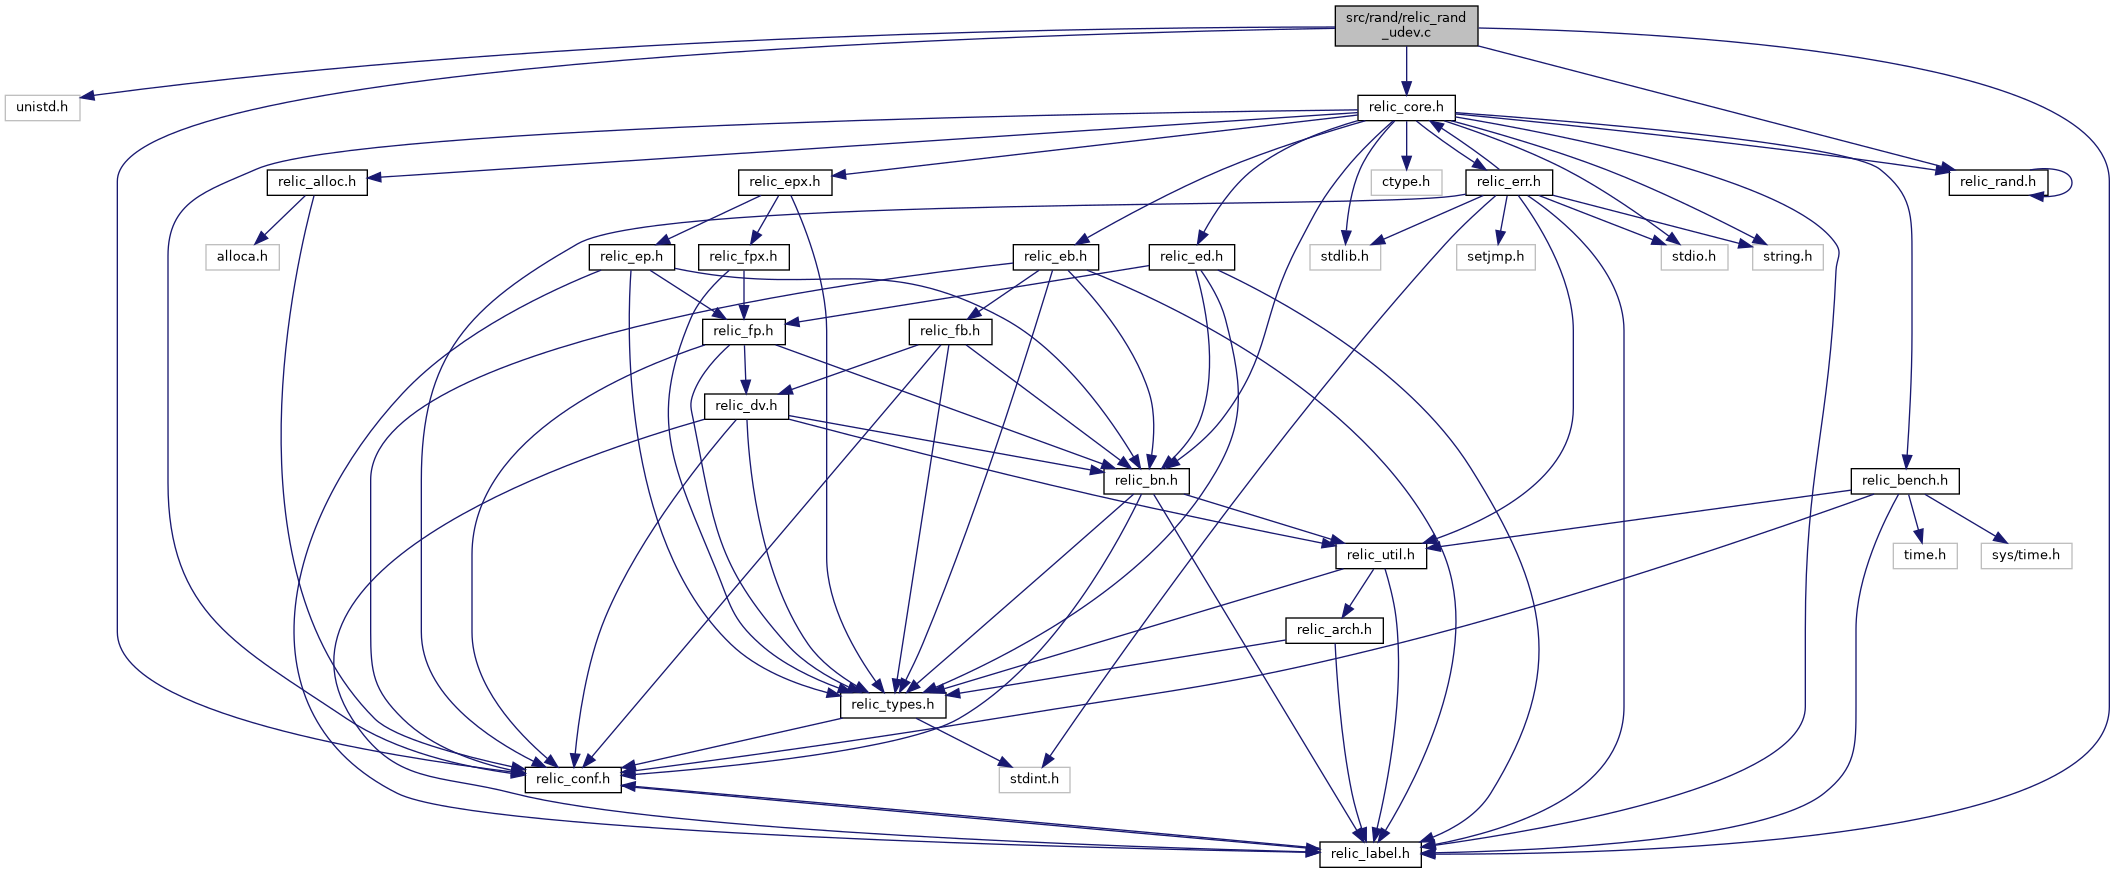 src/rand/relic_rand
_udev.c
unistd.h
relic_core.h
relic_alloc.h
relic_epx.h
ctype.h
relic_err.h
relic_rand.h
alloca.h
relic_ep.h
relic_fpx.h
relic_eb.h
relic_ed.h
stdlib.h
setjmp.h
stdio.h
string.h
relic_fp.h
relic_fb.h
relic_dv.h
relic_bn.h
relic_bench.h
relic_util.h
time.h
sys/time.h
relic_arch.h
relic_types.h
relic_conf.h
stdint.h
relic_label.h